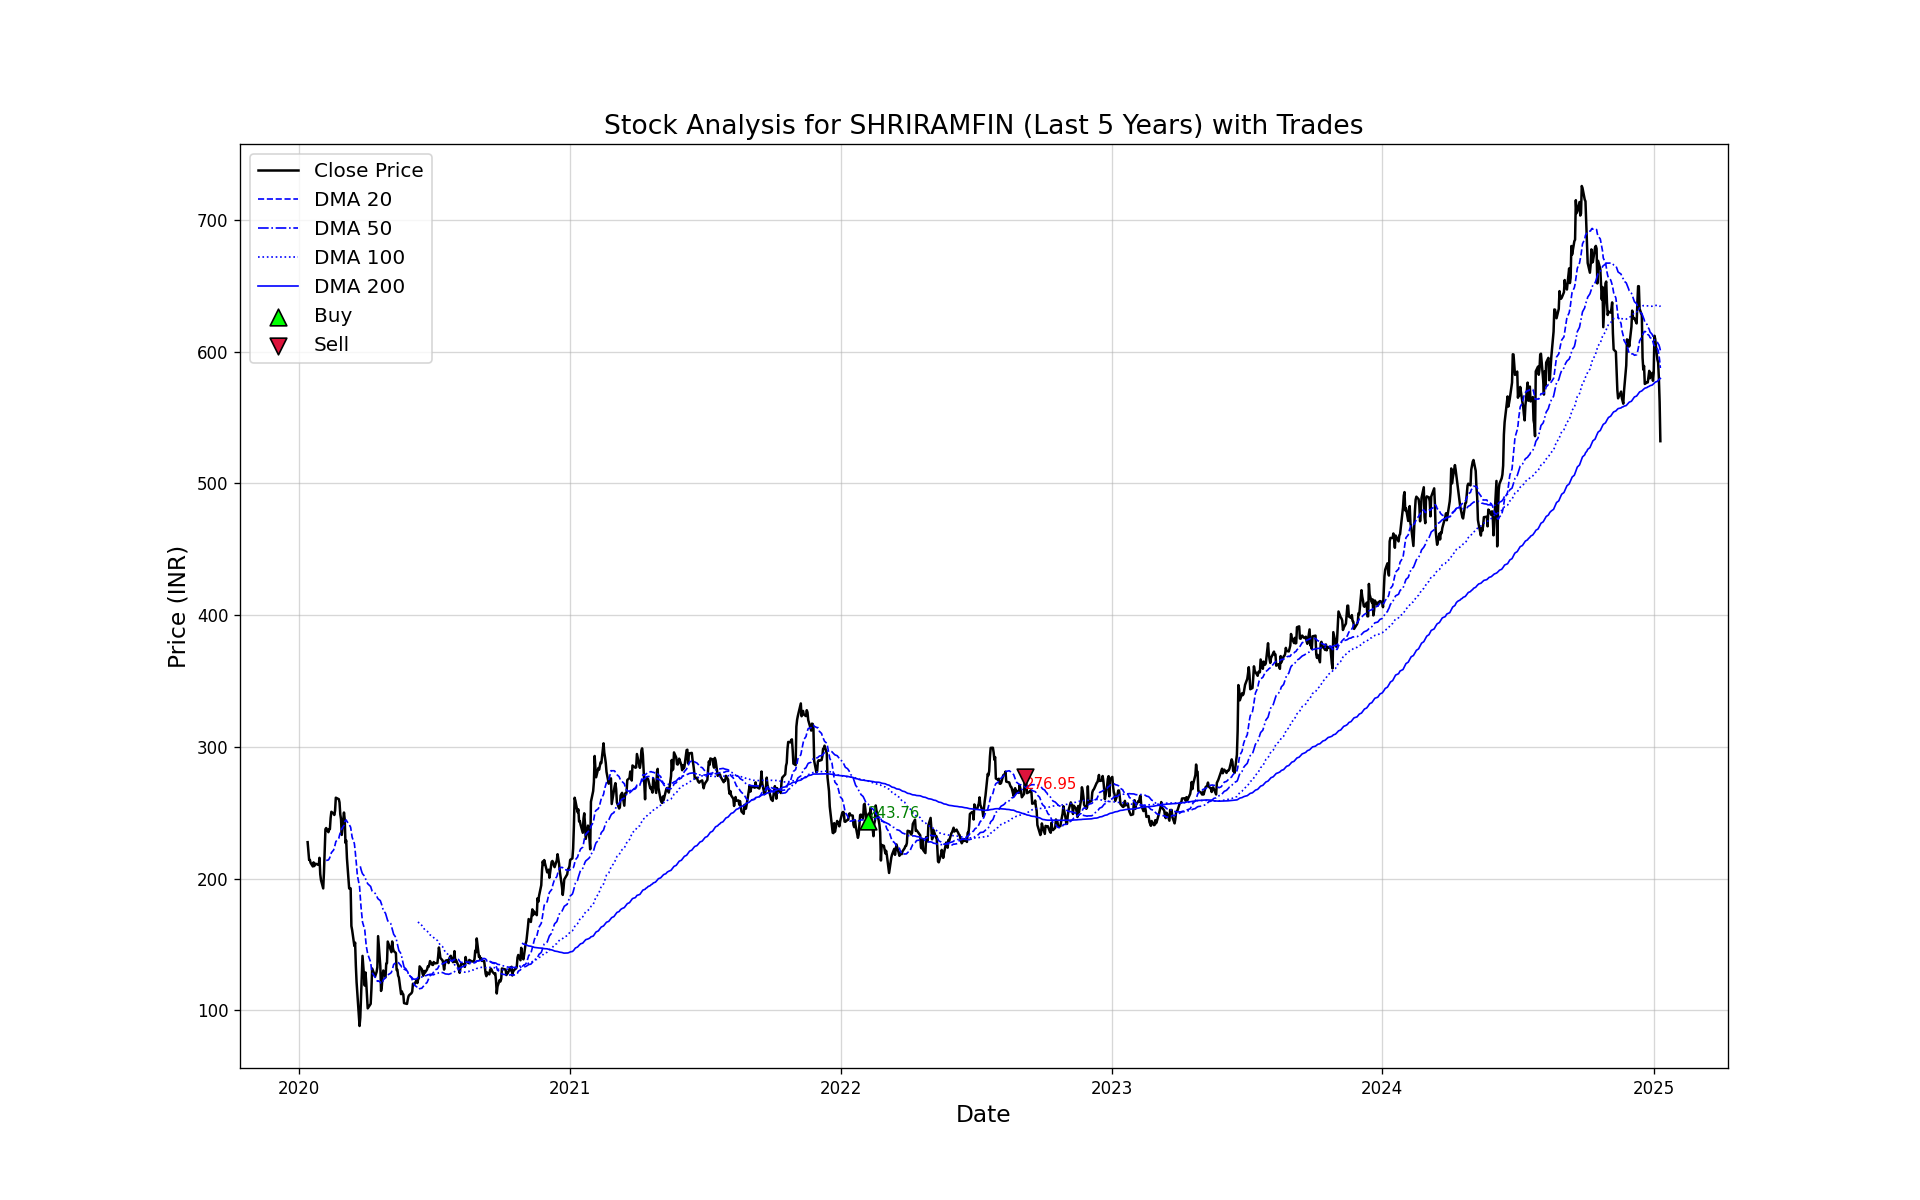 Stock Analysis for SHRIRAMFIN (Last 5 Years) with Trades
Close Price
DMA 20
DMA 50
DMA 100
DMA 200
Buy
Sell
Price (INR)
700
600
500
400
300
200
100
276.95
243.76
2020
2021
2022
2023
2024
2025
Date